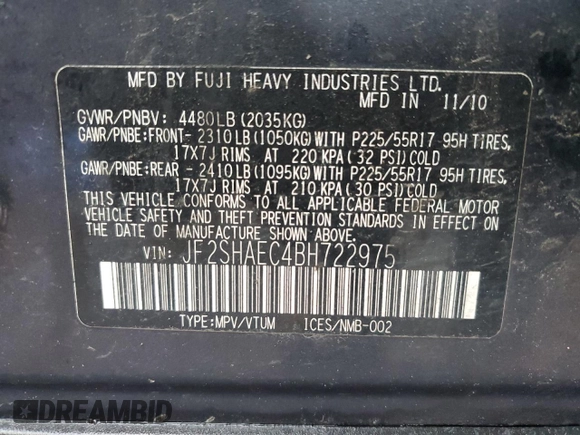 MFD BY FUJI HEAVY INDUSTRIES LTD.
MFD IN 11/10
GVWR/PNBV: 4480LB(2035KG)
GAWR/PNBE:FRONT- 2310LB(1050KG)WITH P225/55R17 95H TIRES,
17X7J RIMS AT 220 KPA(32 PSI)COLD
GAWR/PNBE:REAR - 2410LB(1095KG)WITH P225/55R17 95H TIRES,
17X7J RIMS AT 210 KPA(30 PSI)COLD
THIS VEHICLE CONFORMS TO ALL APPLICABLE FEDERAL MOTOR
VEHICLE SAFETY AND THEFT PREVENTION STANDARDS IN EFFECT ON
THE DATE OF MANUFACTURE SHOWN ABOVE.
VIN: JF2SHAEC4BH722975
TYPE:MPV/VTUM ICES/NMB-002
DREAMBID